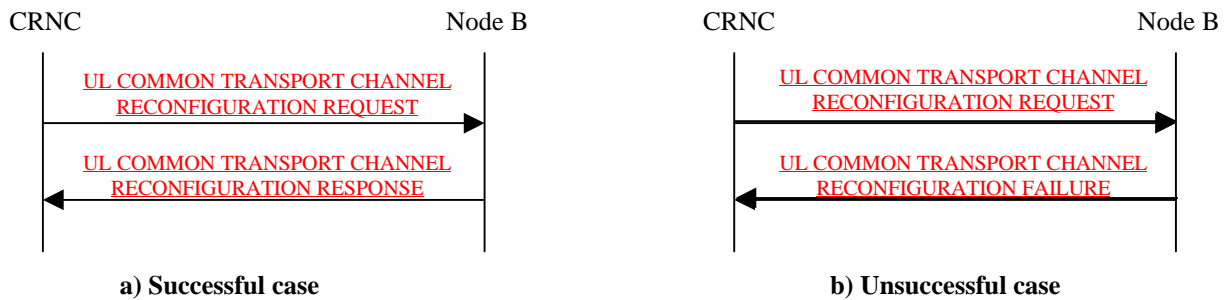 CRNC
Node B
UL COMMON TRANSPORT CHANNEL
RECONFIGURATION REQUEST
UL COMMON TRANSPORT CHANNEL
RECONFIGURATION RESPONSE
a) Successful case
CRNC
Node B
UL COMMON TRANSPORT CHANNEL
RECONFIGURATION REQUEST
UL COMMON TRANSPORT CHANNEL
RECONFIGURATION FAILURE
b) Unsuccessful case